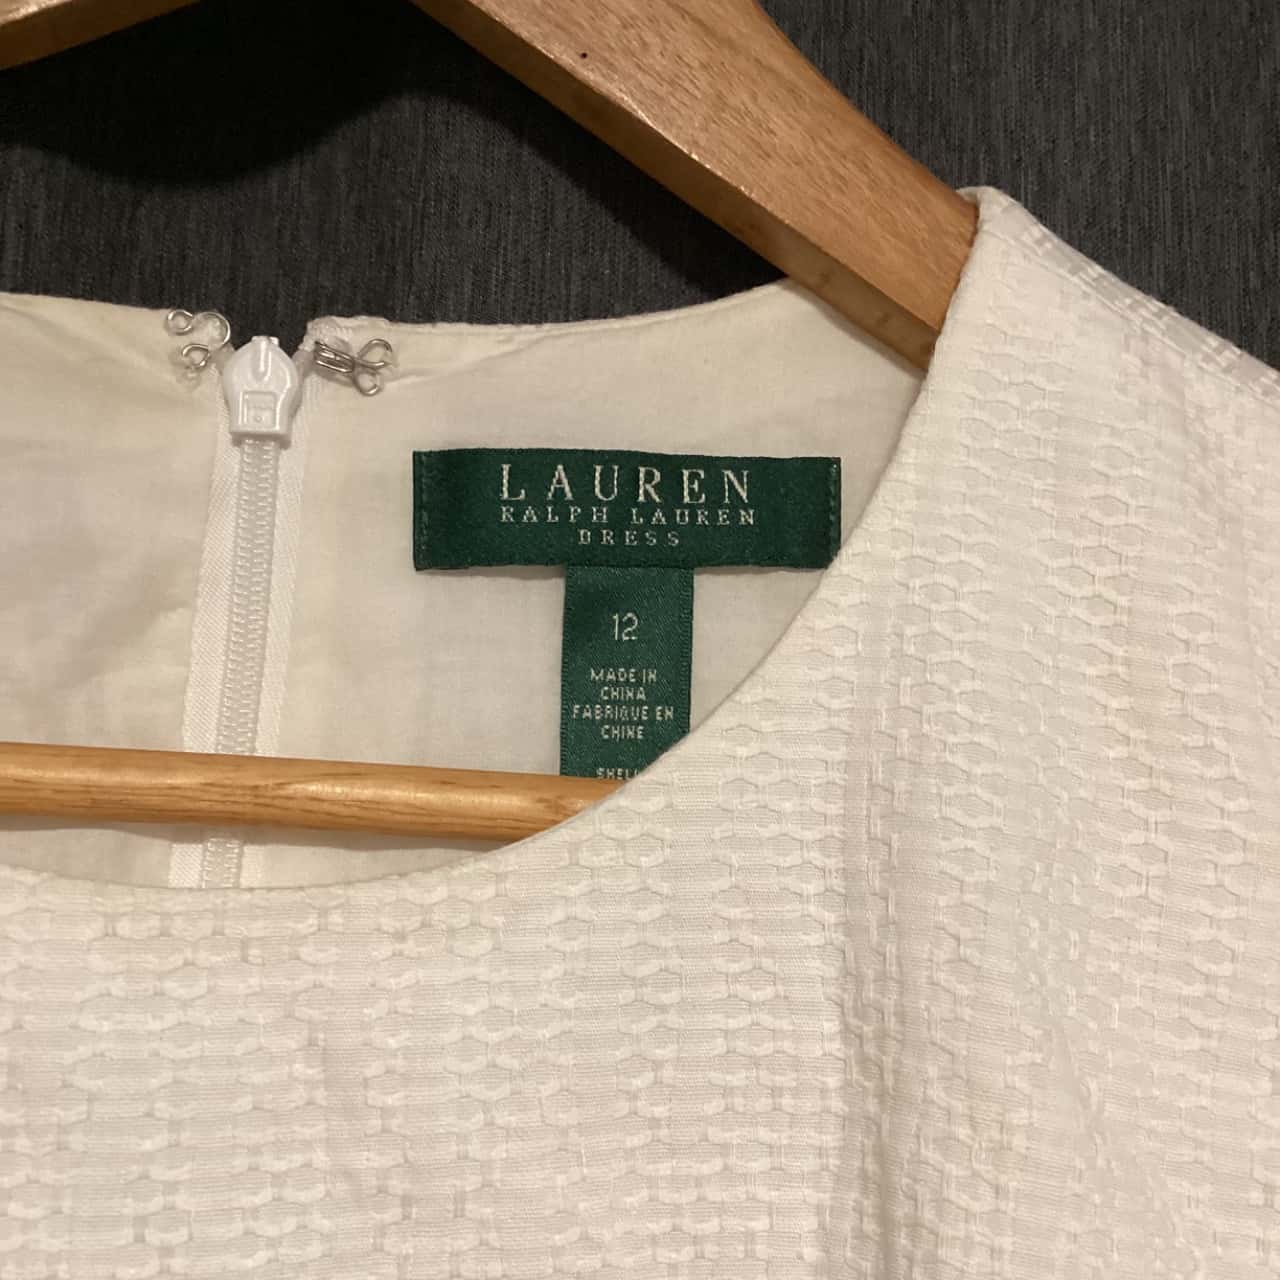 LAUREN
RALPH LAUREN
DRESS
12
MADE IN
CHINA
FABRIQUE EN
CHINE